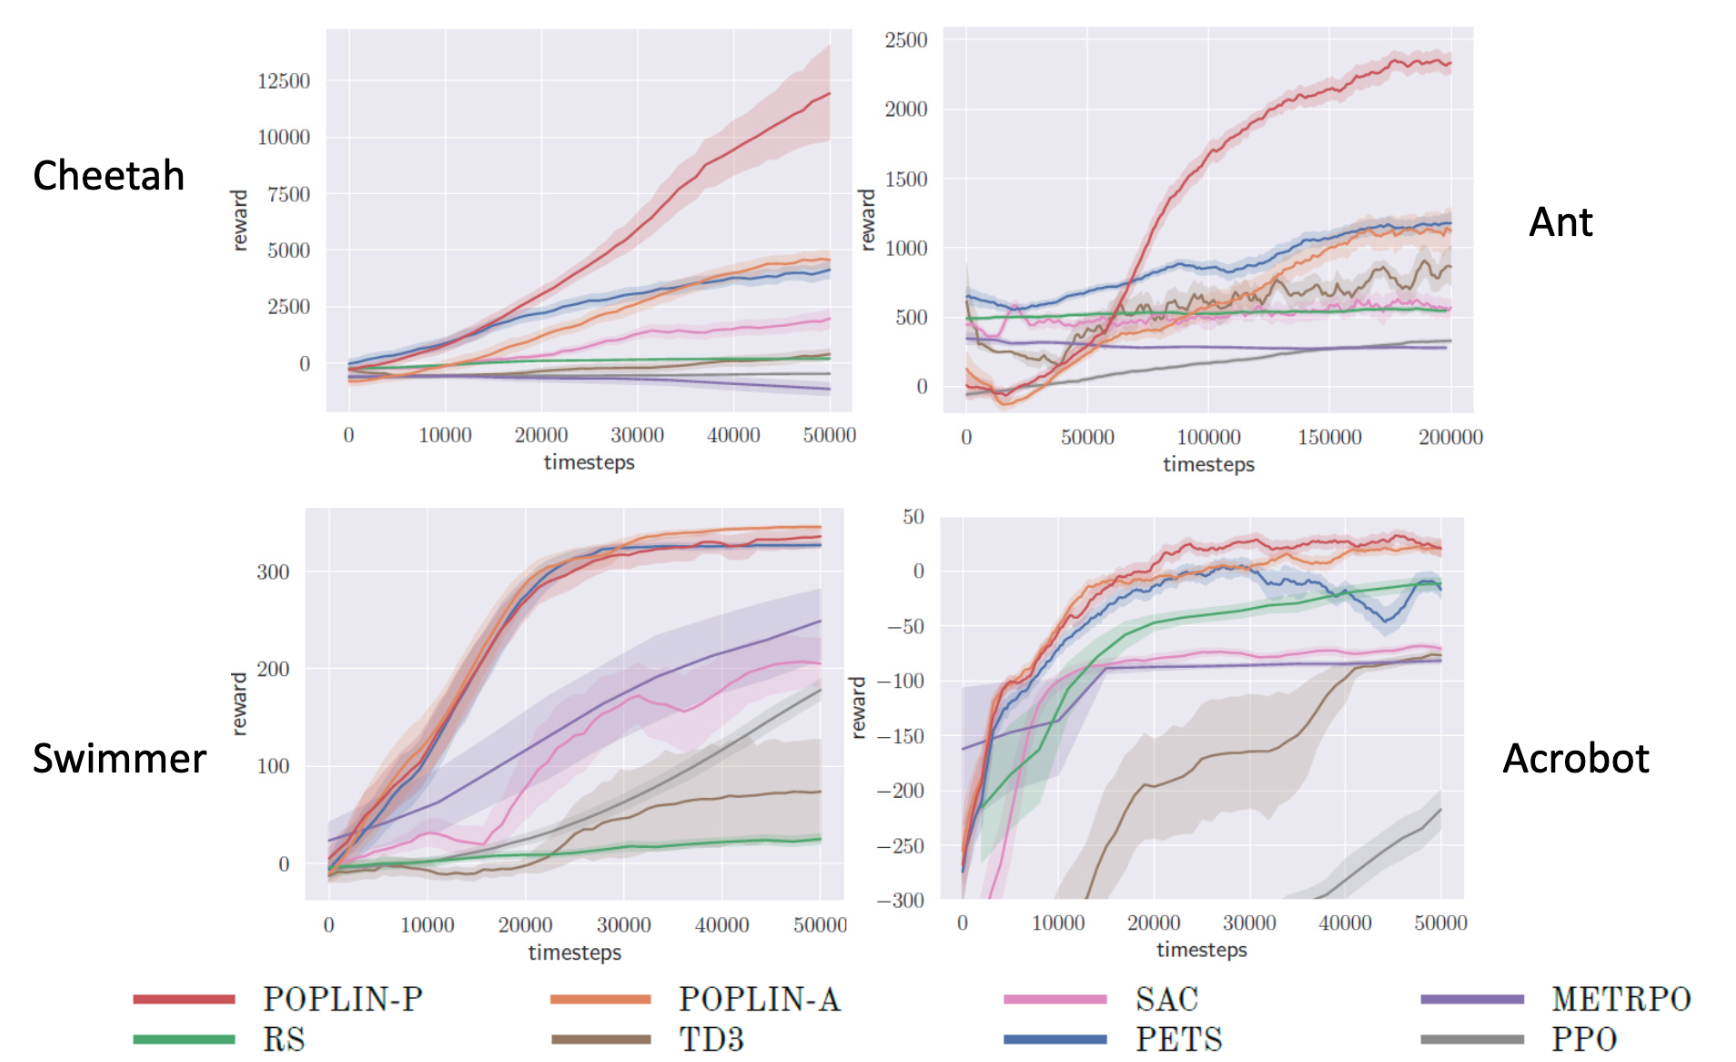 Cheetah
reward
12500
10000
7500
5000
2500
0
0 10000 20000 30000 40000 50000
timesteps
reward
2500
2000
1500
1000
500
0
0 50000 100000 150000 200000
timesteps
Ant
Swimmer
reward
300
200
100
0
0 10000 20000 30000 40000 50000
timesteps
reward
50
0
−50
−100
−150
−200
−250
−300
0 10000 20000 30000 40000 50000
timesteps
Acrobot
POPLIN-P POPLIN-A SAC METRPO
RS TD3 PETS PPO